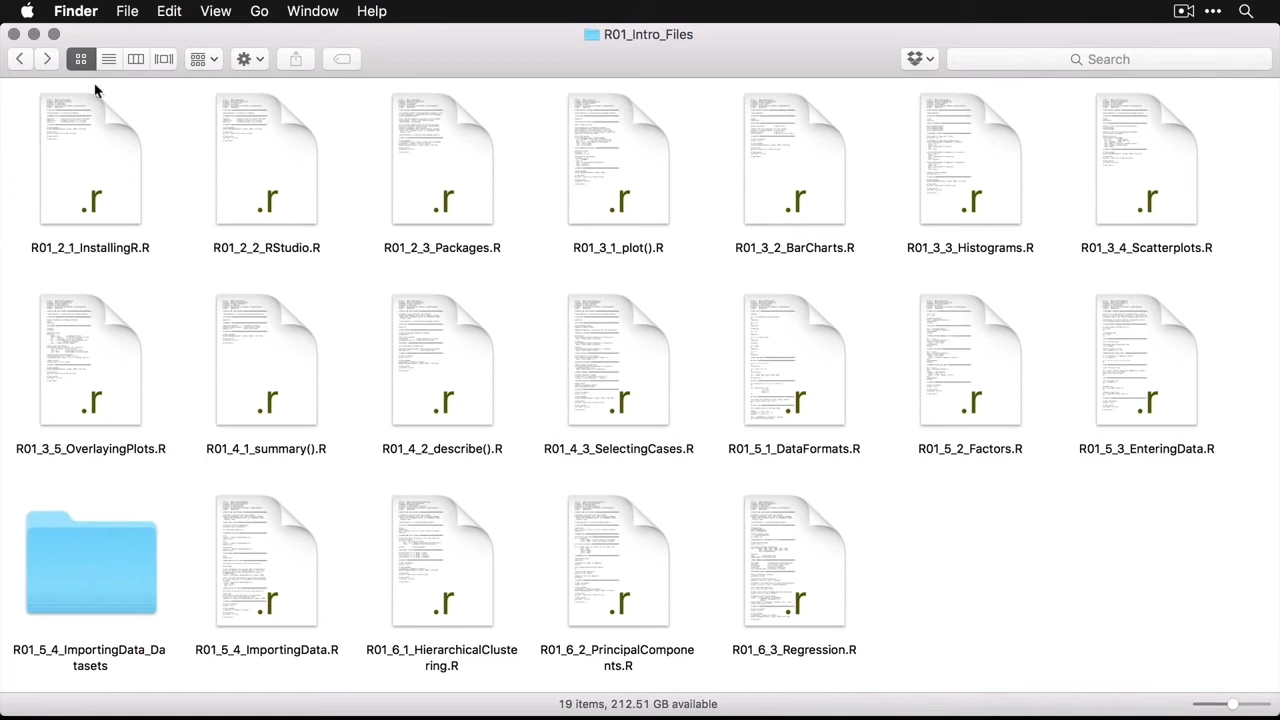 Finder File Edit View Go Window Help
R01_Intro_Files
Search
.r .r .r .r .r .r .r
R01_2_1_InstallingR.R R01_2_2_RStudio.R R01_2_3_Packages.R R01_3_1_plot().R R01_3_2_BarCharts.R R01_3_3_Histograms.R R01_3_4_Scatterplots.R
.r .r .r .r .r .r .r
R01_3_5_OverlayingPlots.R R01_4_1_summary().R R01_4_2_describe().R R01_4_3_SelectingCases.R R01_5_1_DataFormats.R R01_5_2_Factors.R R01_5_3_EnteringData.R
.r .r .r .r
R01_5_4_ImportingData_Da R01_5_4_ImportingData.R R01_6_1_HierarchicalCluste R01_6_2_PrincipalCompone R01_6_3_Regression.R
tasets ring.R nts.R
19 items, 212.51 GB available